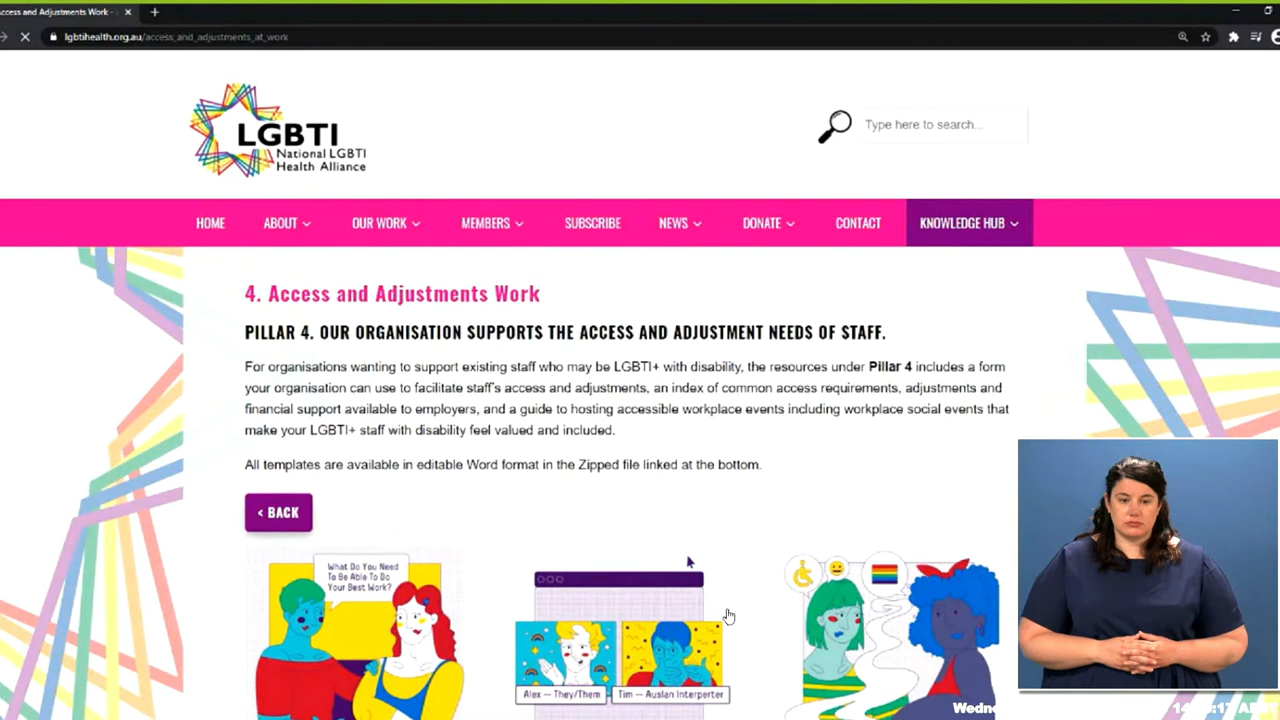 ccess and Adjustments Work -
lgbtihealth.org.au/access_and_adjustments_at_work
LGBTI
National LGBTI
Health Alliance
Type here to search...
HOME ABOUT OUR WORK MEMBERS SUBSCRIBE NEWS DONATE CONTACT KNOWLEDGE HUB
4. Access and Adjustments Work
PILLAR 4. OUR ORGANISATION SUPPORTS THE ACCESS AND ADJUSTMENT NEEDS OF STAFF.
For organisations wanting to support existing staff who may be LGBTI+ with disability, the resources under Pillar 4 includes a form
your organisation can use to facilitate staff's access and adjustments, an index of common access requirements, adjustments and
financial support available to employers, and a guide to hosting accessible workplace events including workplace social events that
make your LGBTI+ staff with disability feel valued and included.
All templates are available in editable Word format in the Zipped file linked at the bottom.
< BACK
What Do You Need
To Be Able To Do
Your Best Work?
Alex — They/Them
Tim — Auslan Interperter